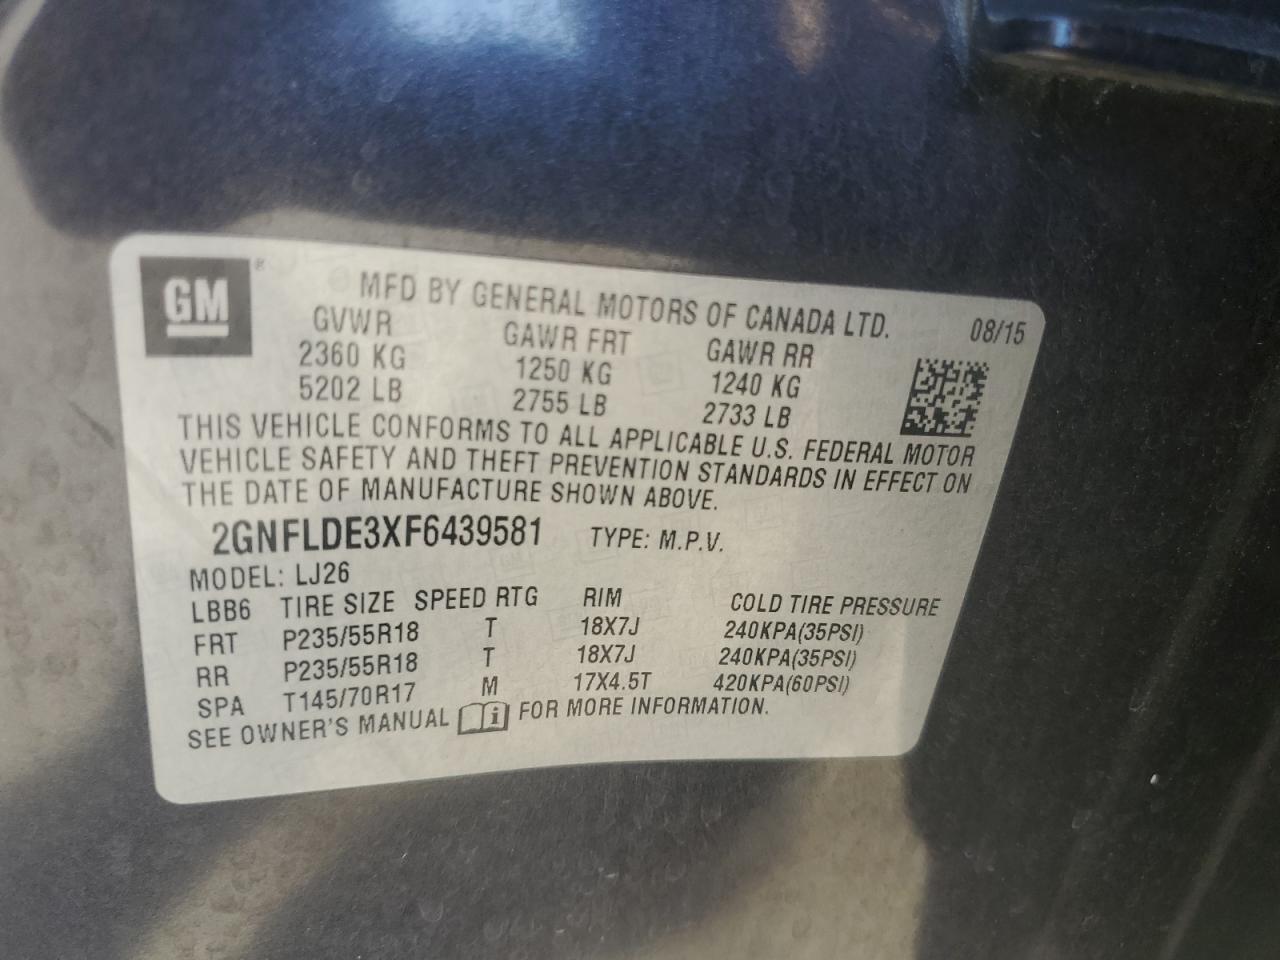 GM ®
MFD BY GENERAL MOTORS OF CANADA LTD. 08/15
GVWR GAWR FRT GAWR RR
2360 KG 1250 KG 1240 KG
5202 LB 2755 LB 2733 LB
THIS VEHICLE CONFORMS TO ALL APPLICABLE U.S. FEDERAL MOTOR
VEHICLE SAFETY AND THEFT PREVENTION STANDARDS IN EFFECT ON
THE DATE OF MANUFACTURE SHOWN ABOVE.
2GNFLDE3XF6439581 TYPE: M.P.V.
MODEL: LJ26
LBB6 TIRE SIZE SPEED RTG RIM COLD TIRE PRESSURE
FRT P235/55R18 T 18X7J 240KPA(35PSI)
RR P235/55R18 T 18X7J 240KPA(35PSI)
SPA T145/70R17 M 17X4.5T 420KPA(60PSI)
SEE OWNER'S MANUAL i FOR MORE INFORMATION.